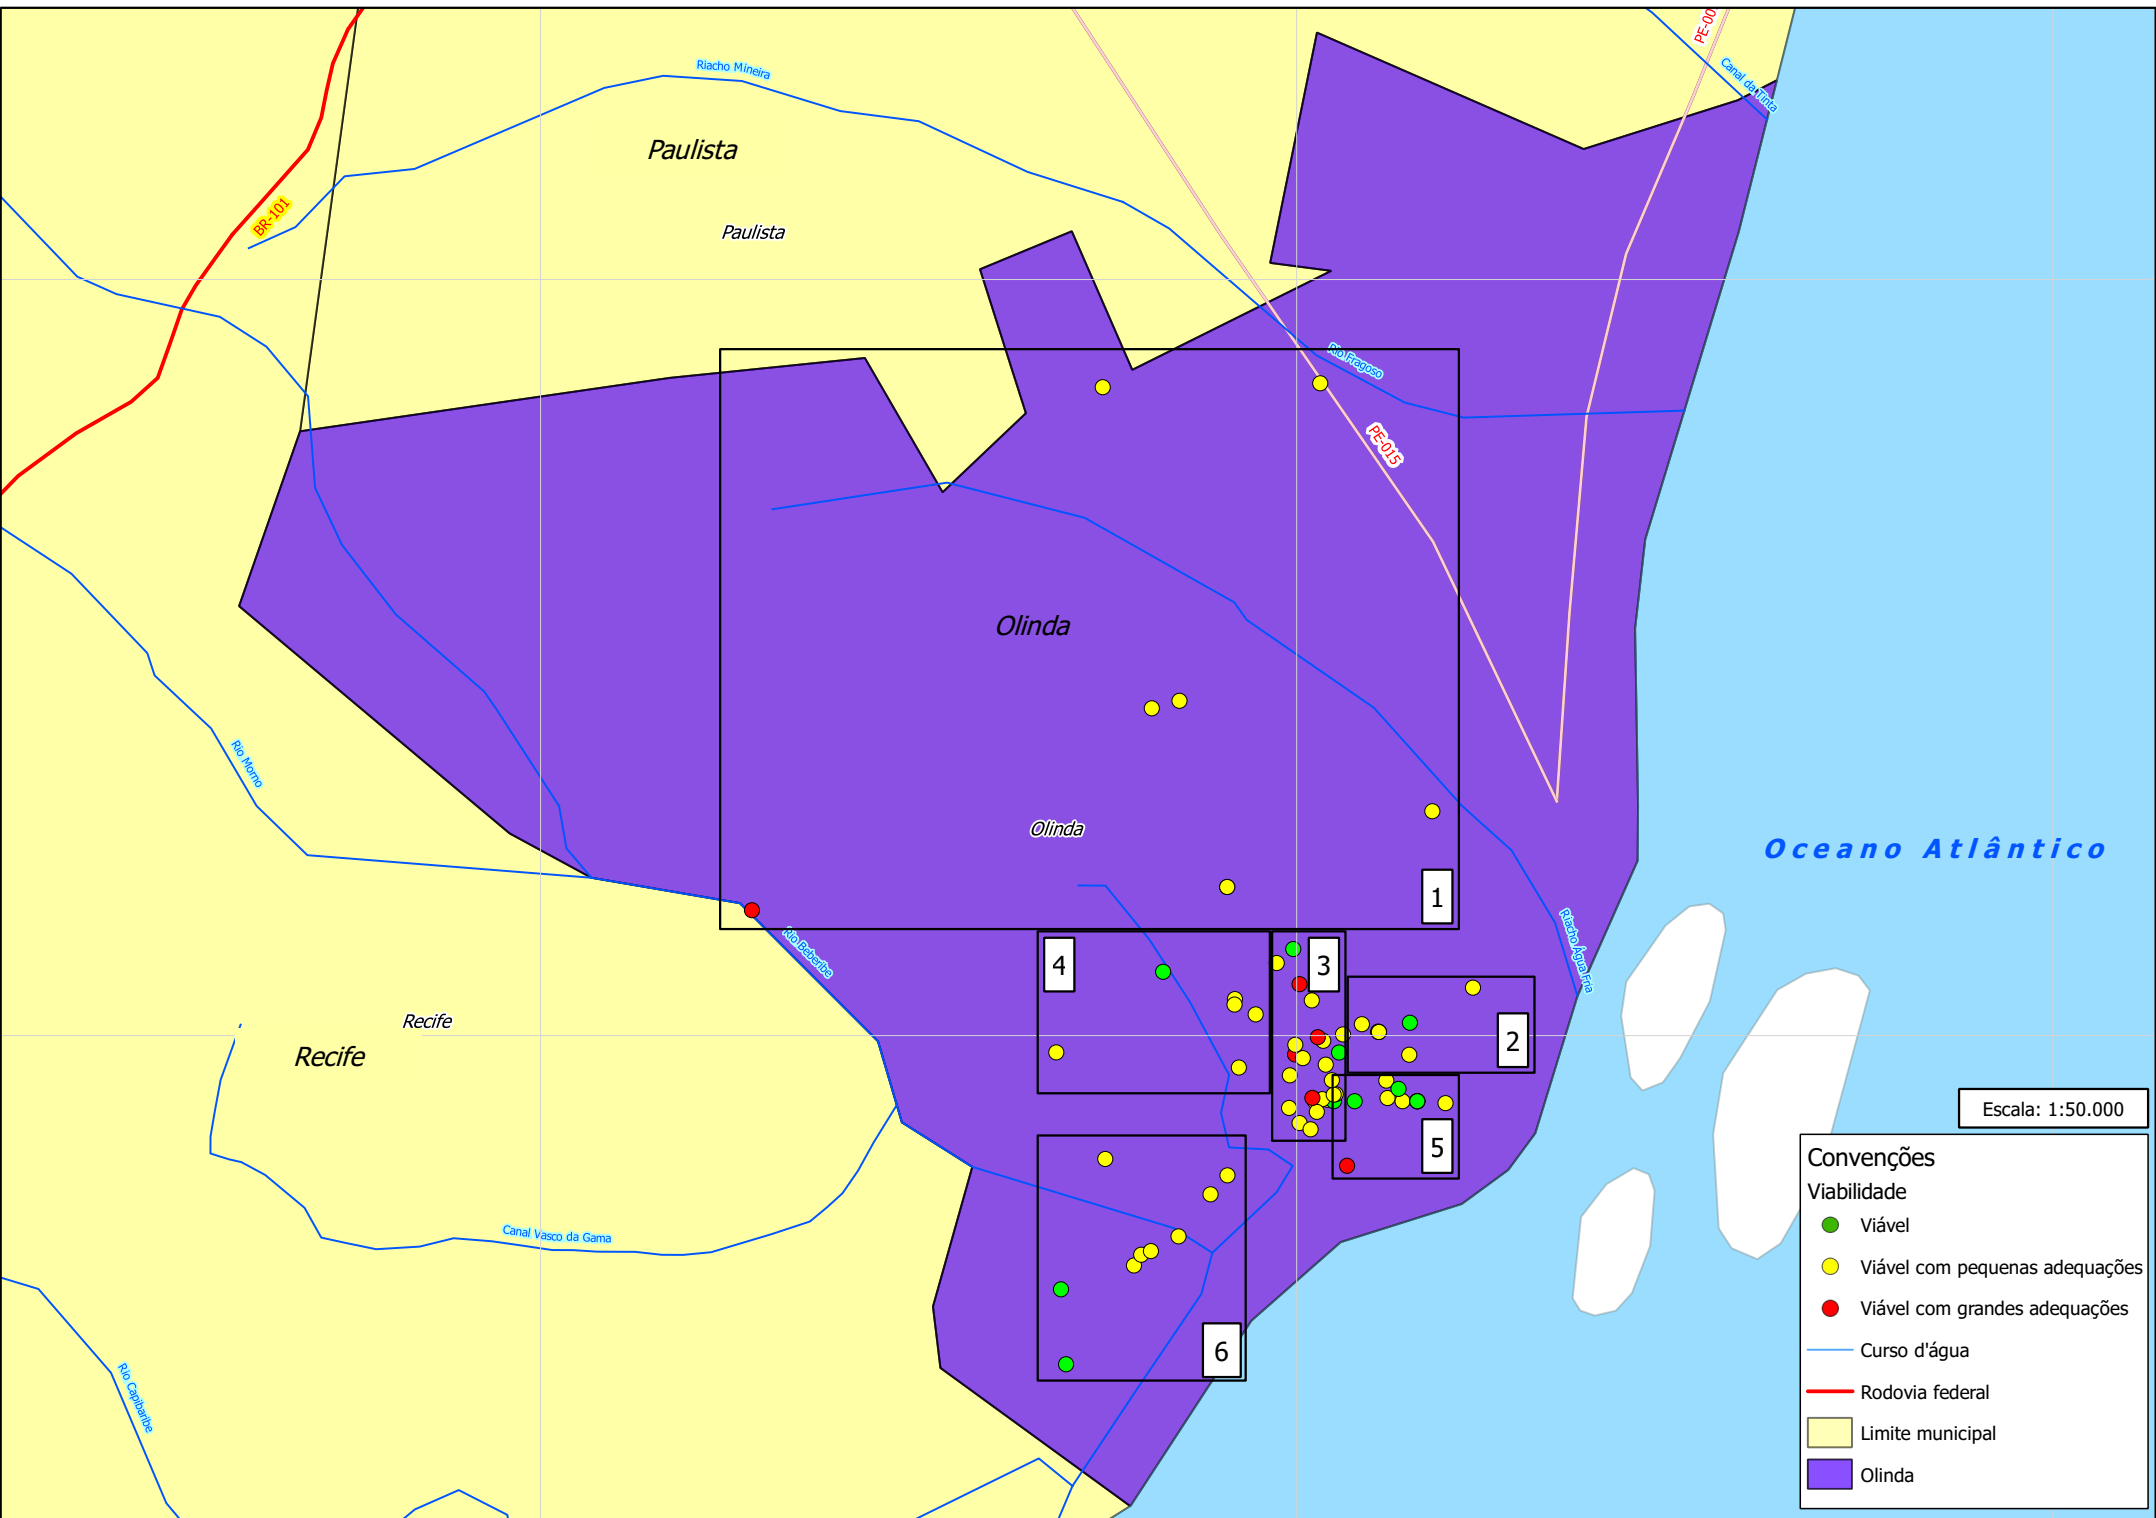 PE-00
Canal da Tinta
Riacho Mineira
Paulista
BR-101
Paulista
Rio Fragoso
PE-015
Olinda
Rio Morno
Olinda
Oceano Atlântico
1
Rio Beberibe
Riacho Água Fria
4
3
Recife
2
Recife
Escala: 1:50.000
5
Convenções
Viabilidade
Viável
Viável com pequenas adequações
Viável com grandes adequações
Curso d'água
Rodovia federal
Limite municipal
Olinda
Canal Vasco da Gama
6
Rio Capibaribe